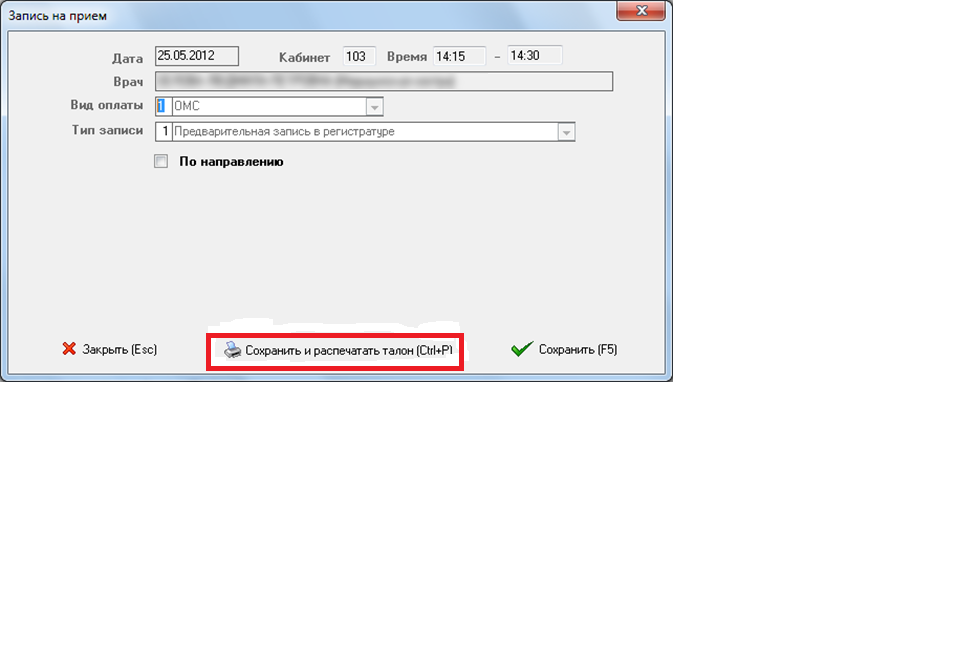 Запись на прием
Дата 25.05.2012 Кабинет 103 Время 14:15 - 14:30
Врач
Вид оплаты 1 ОМС
Тип записи 1 Предварительная запись в регистратуре
По направлению
Закрыть (Esc) Сохранить и распечатать талон (Ctrl+P) Сохранить (F5)